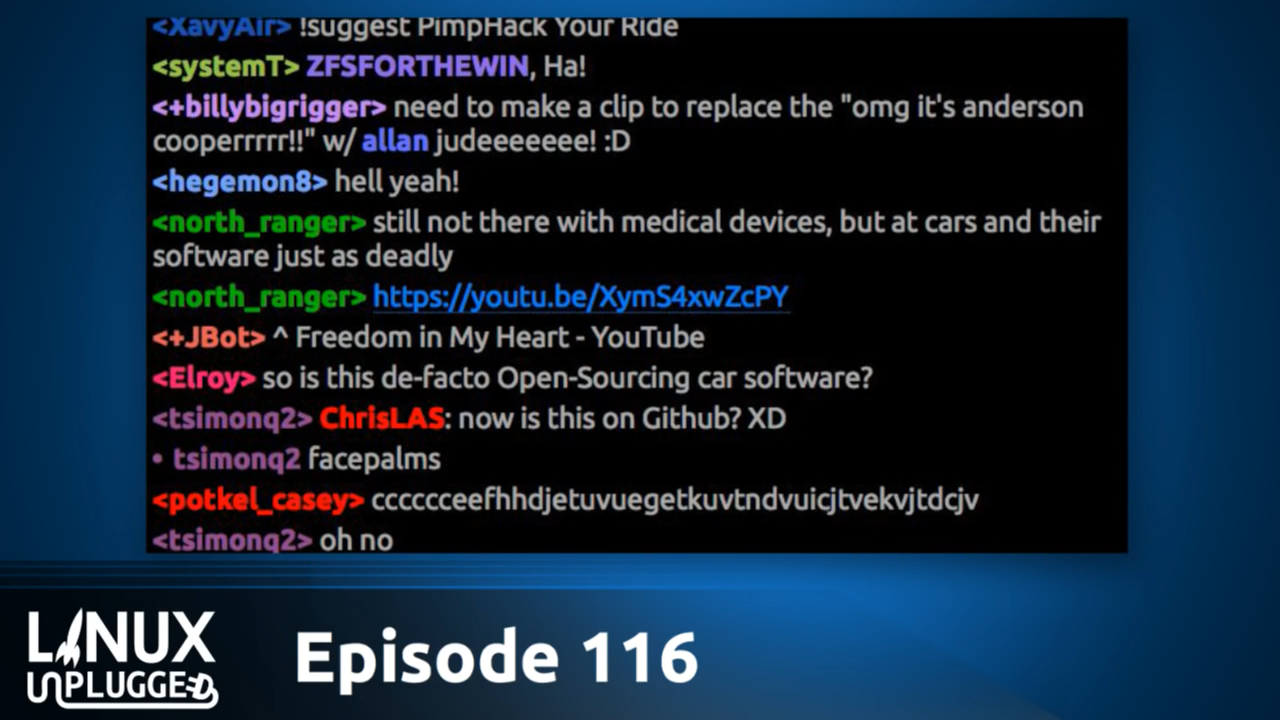 <XavyAir> !suggest PimpHack Your Ride
<systemT> ZFSFORTHEWIN, Ha!
<+billybigrigger> need to make a clip to replace the "omg it's anderson
cooperrrrr!!" w/ allan judeeeeeee! :D
<hegemon8> hell yeah!
<north_ranger> still not there with medical devices, but at cars and their
software just as deadly
<north_ranger> https://youtu.be/XymS4xwZcPY
<+JBot> ^ Freedom in My Heart - YouTube
<Elroy> so is this de-facto Open-Sourcing car software?
<tsimonq2> ChrisLAS: now is this on Github? XD
• tsimonq2 facepalms
<potkel_casey> cccccceefhhdjetuvuegetkuvtndvuicjtvekvjtdcjv
<tsimonq2> oh no
LINUX
UNPLUGGED
Episode 116